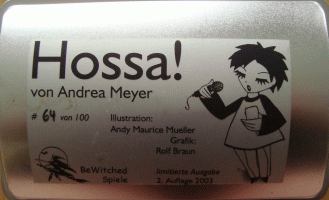 Hossa!
von Andrea Meyer
# 64 von 100
Illustration:
Andy Maurice Mueller
Grafik:
Rolf Braun
BeWitched
Spiele
limitierte Ausgabe
2. Auflage 2003